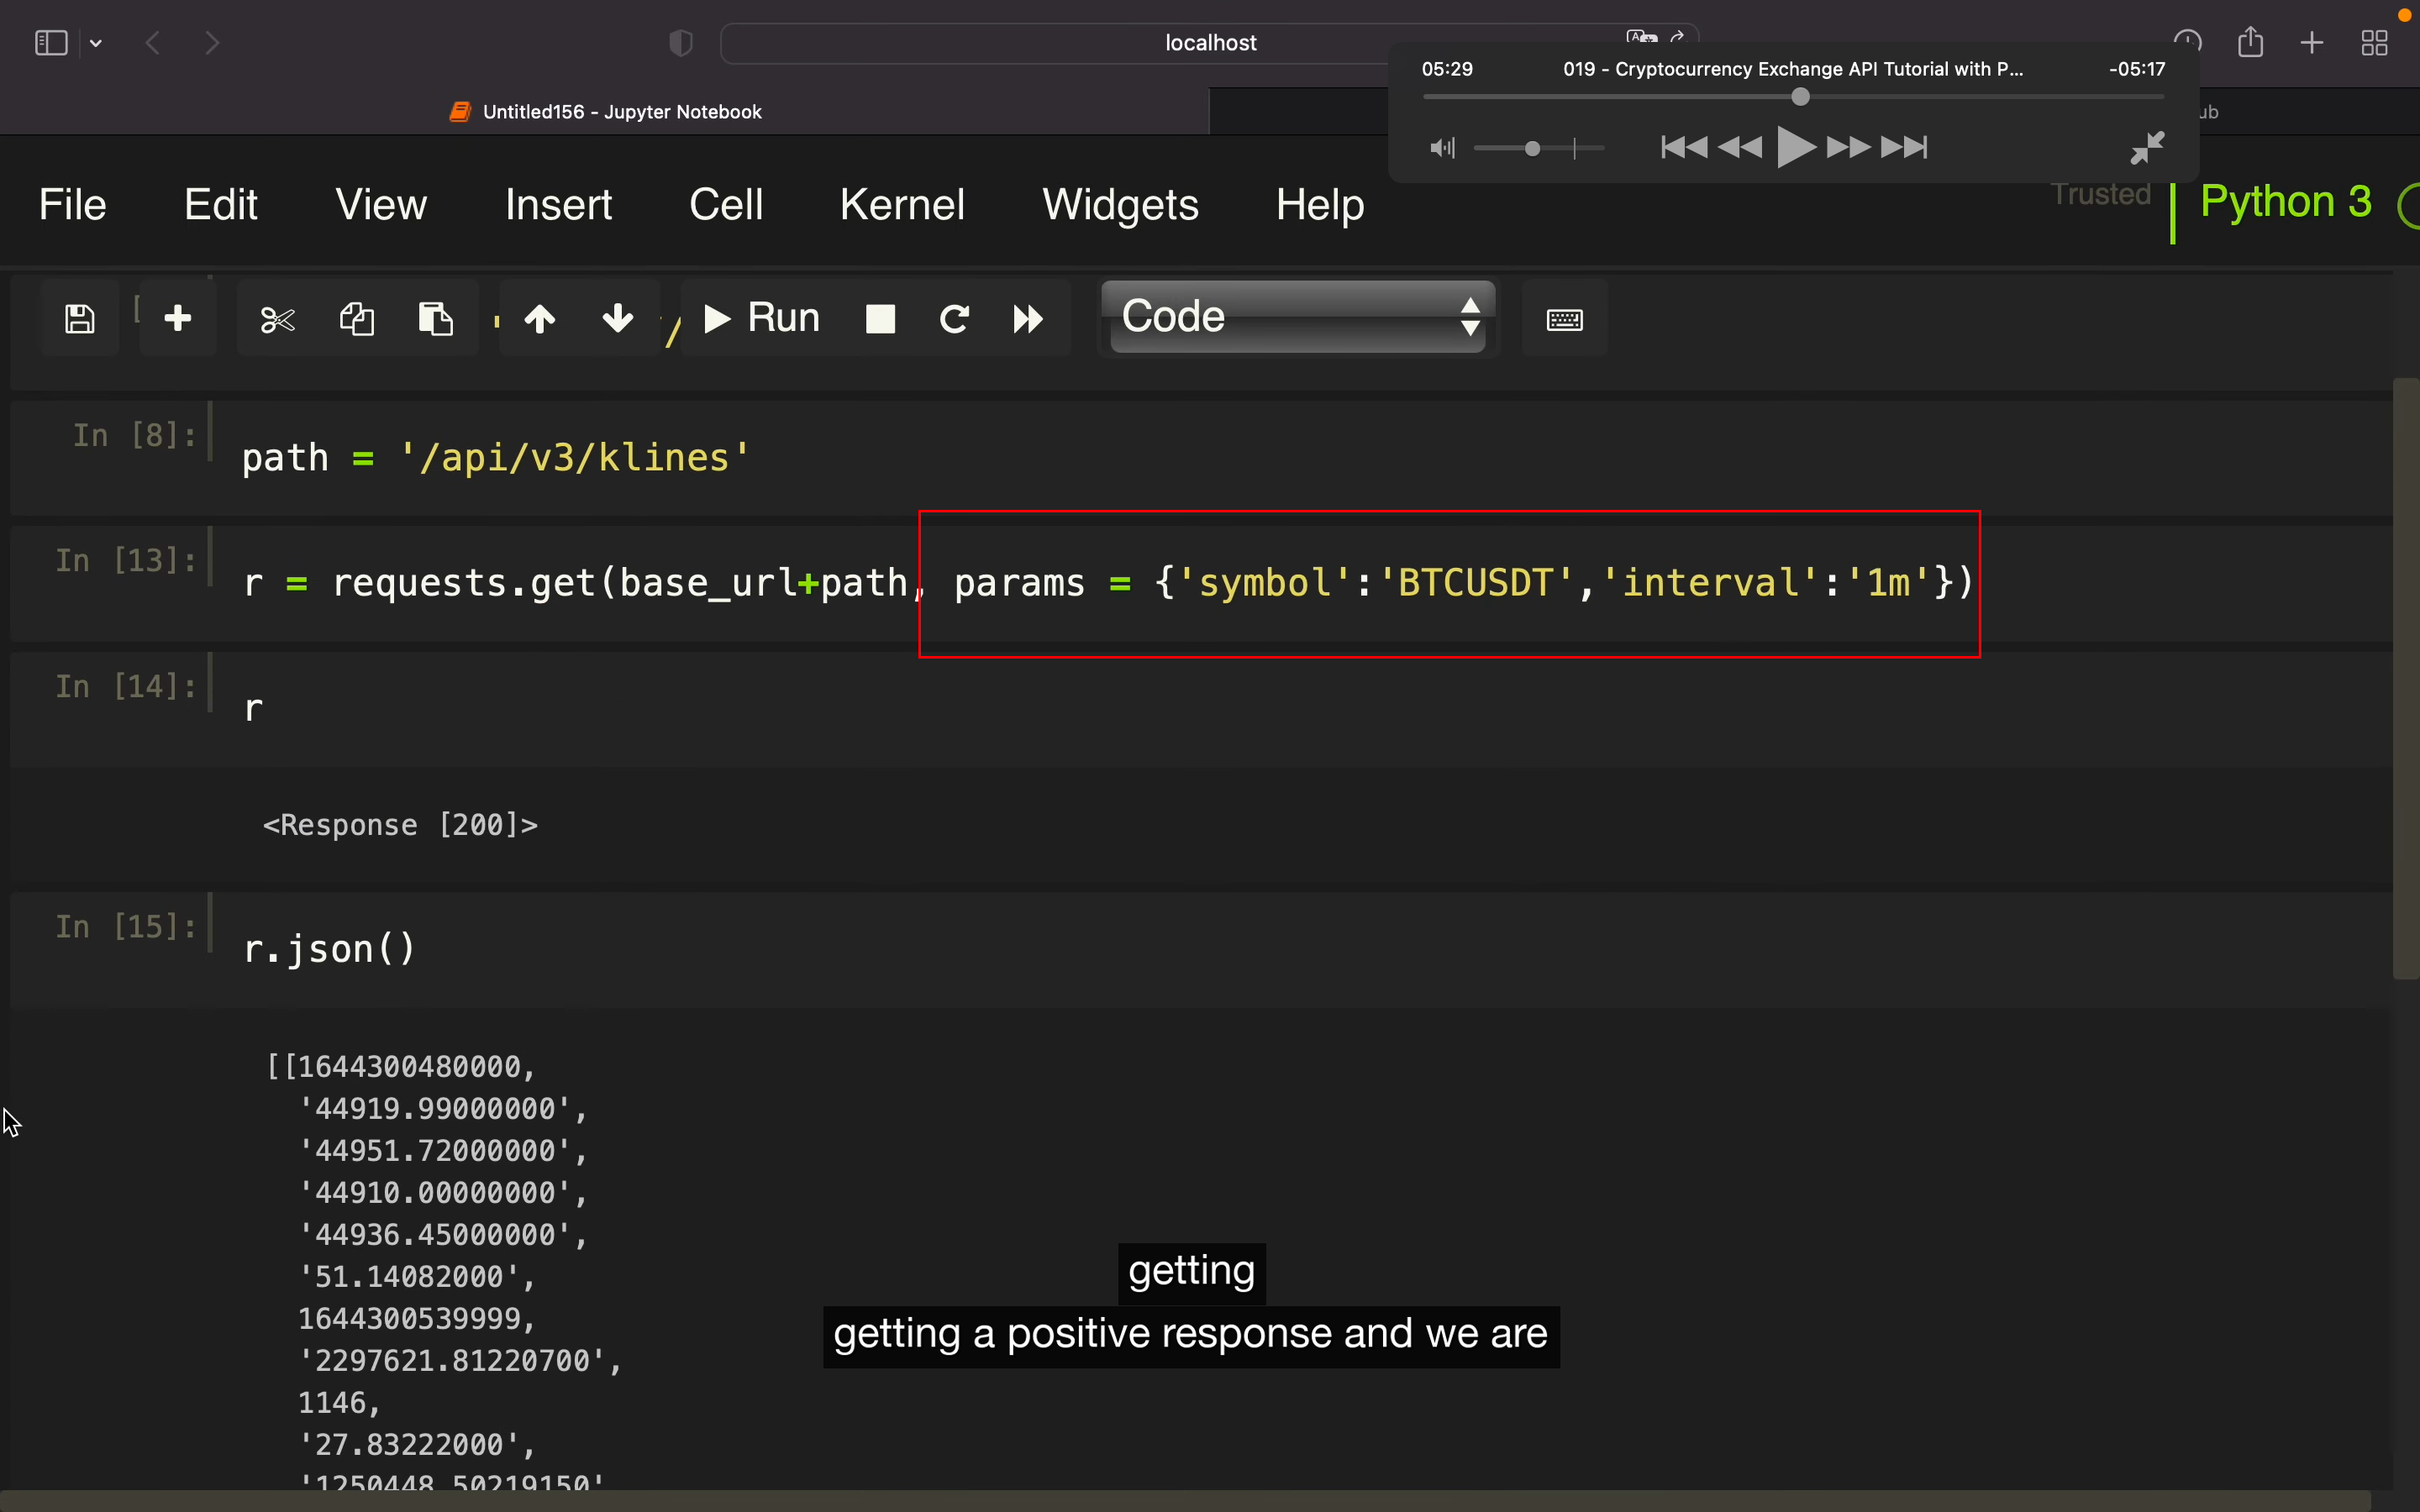 localhost
05:29 019 - Cryptocurrency Exchange API Tutorial with P... -05:17
Untitled156 - Jupyter Notebook
ub
File Edit View Insert Cell Kernel Widgets Help
Trusted Python 3
Run Code
In [8]: path = '/api/v3/klines'
In [13]: r = requests.get(base_url+path, params = {'symbol':'BTCUSDT','interval':'1m'})
In [14]: r
<Response [200]>
In [15]: r.json()
[[1644300480000,
'44919.99000000',
'44951.72000000',
'44910.00000000',
'44936.45000000',
'51.14082000',
1644300539999,
'2297621.81220700',
1146,
'27.83222000',
'1250448.50219150'
getting
getting a positive response and we are